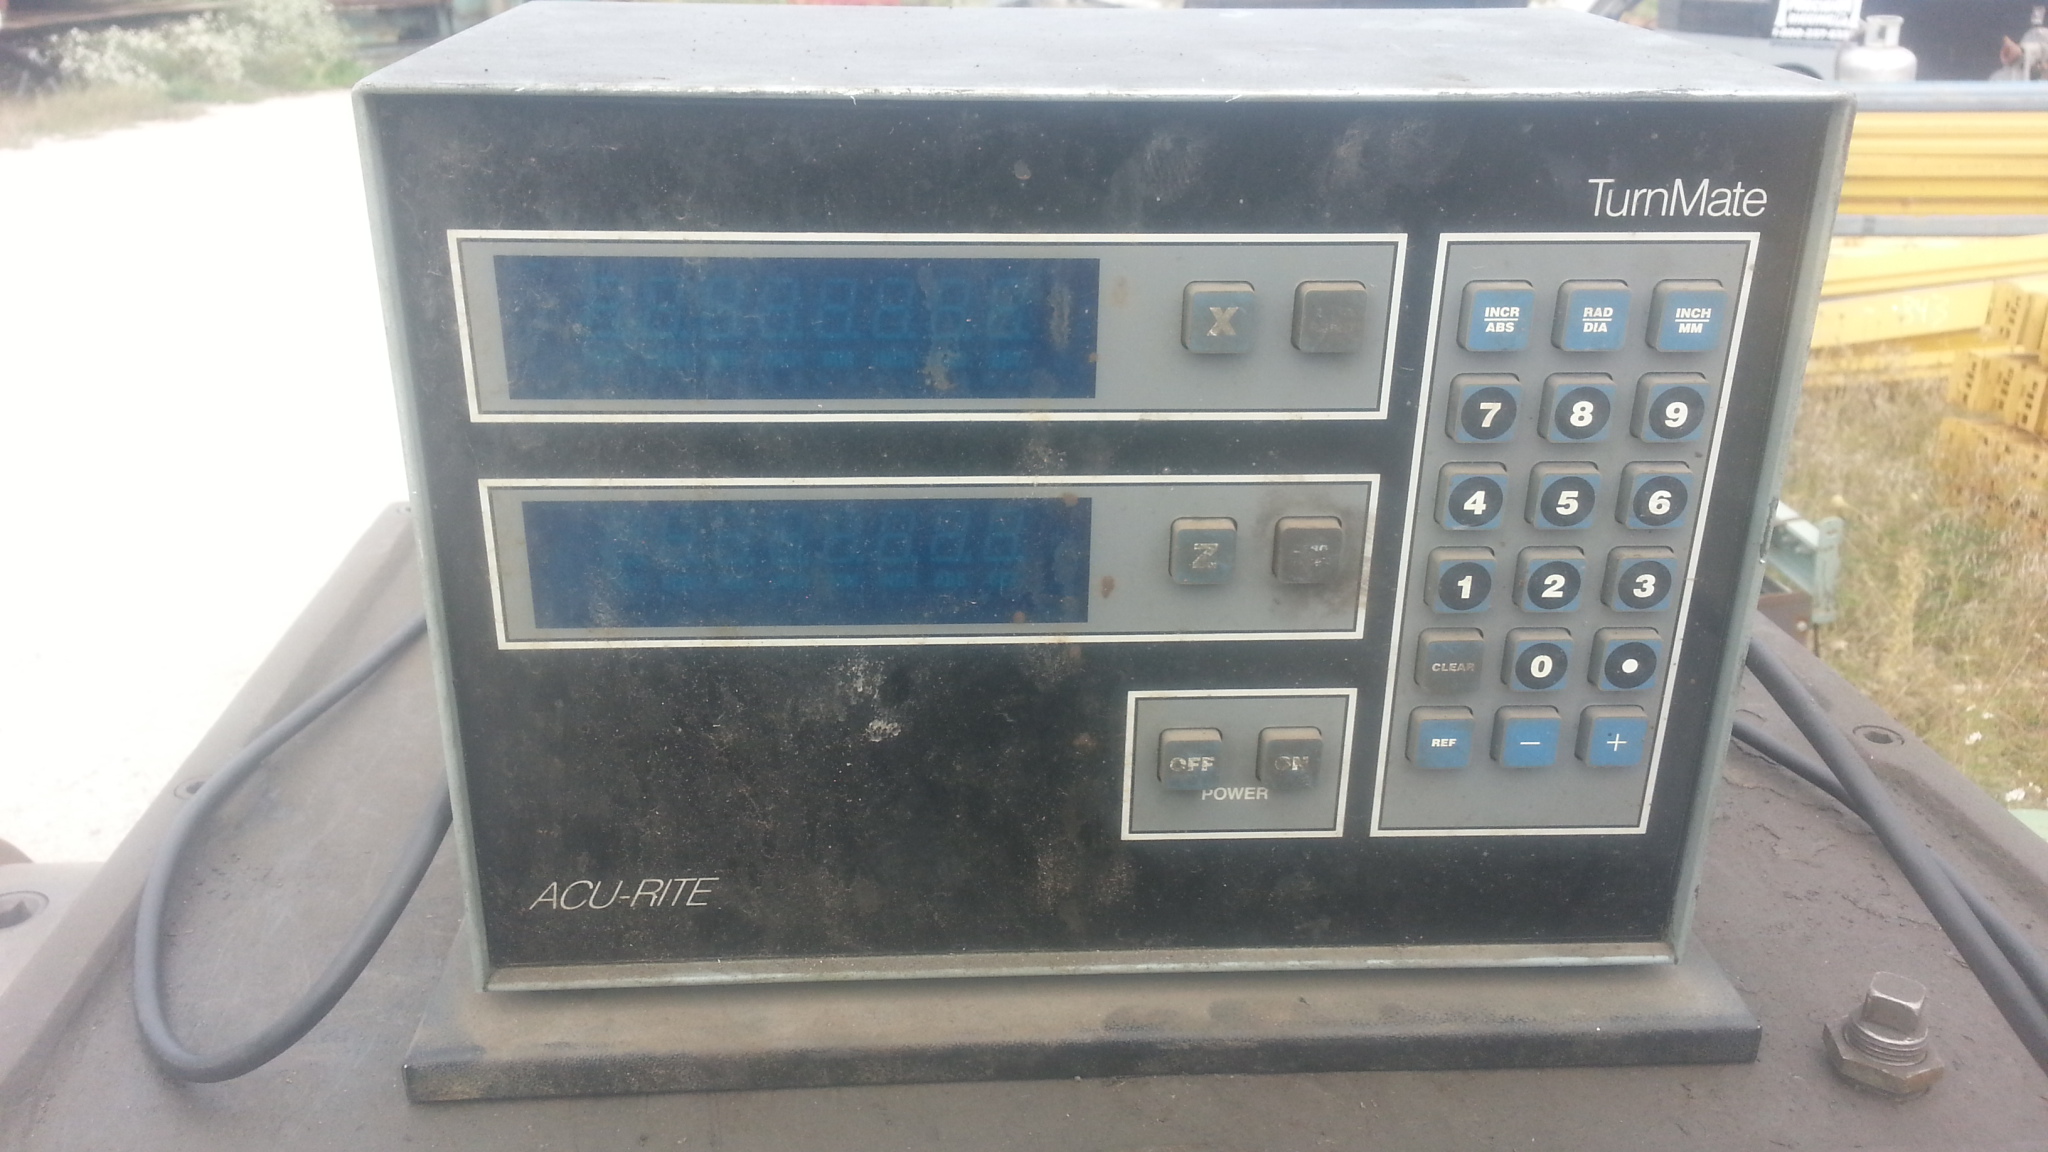 TurnMate
X
INCR
ABS
RAD
DIA
INCH
MM
7 8 9
Z
4 5 6
1 2 3
CLEAR 0 •
OFF ON
POWER
REF − +
ACU-RITE